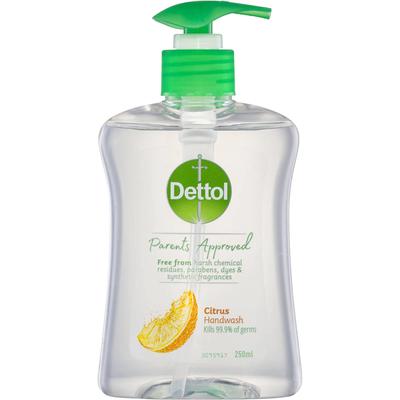 Dettol
Parents Approved
Free from harsh chemical
residues, parabens, dyes &
synthetic fragrances
Citrus
Handwash
Kills 99.9% of germs
250ml